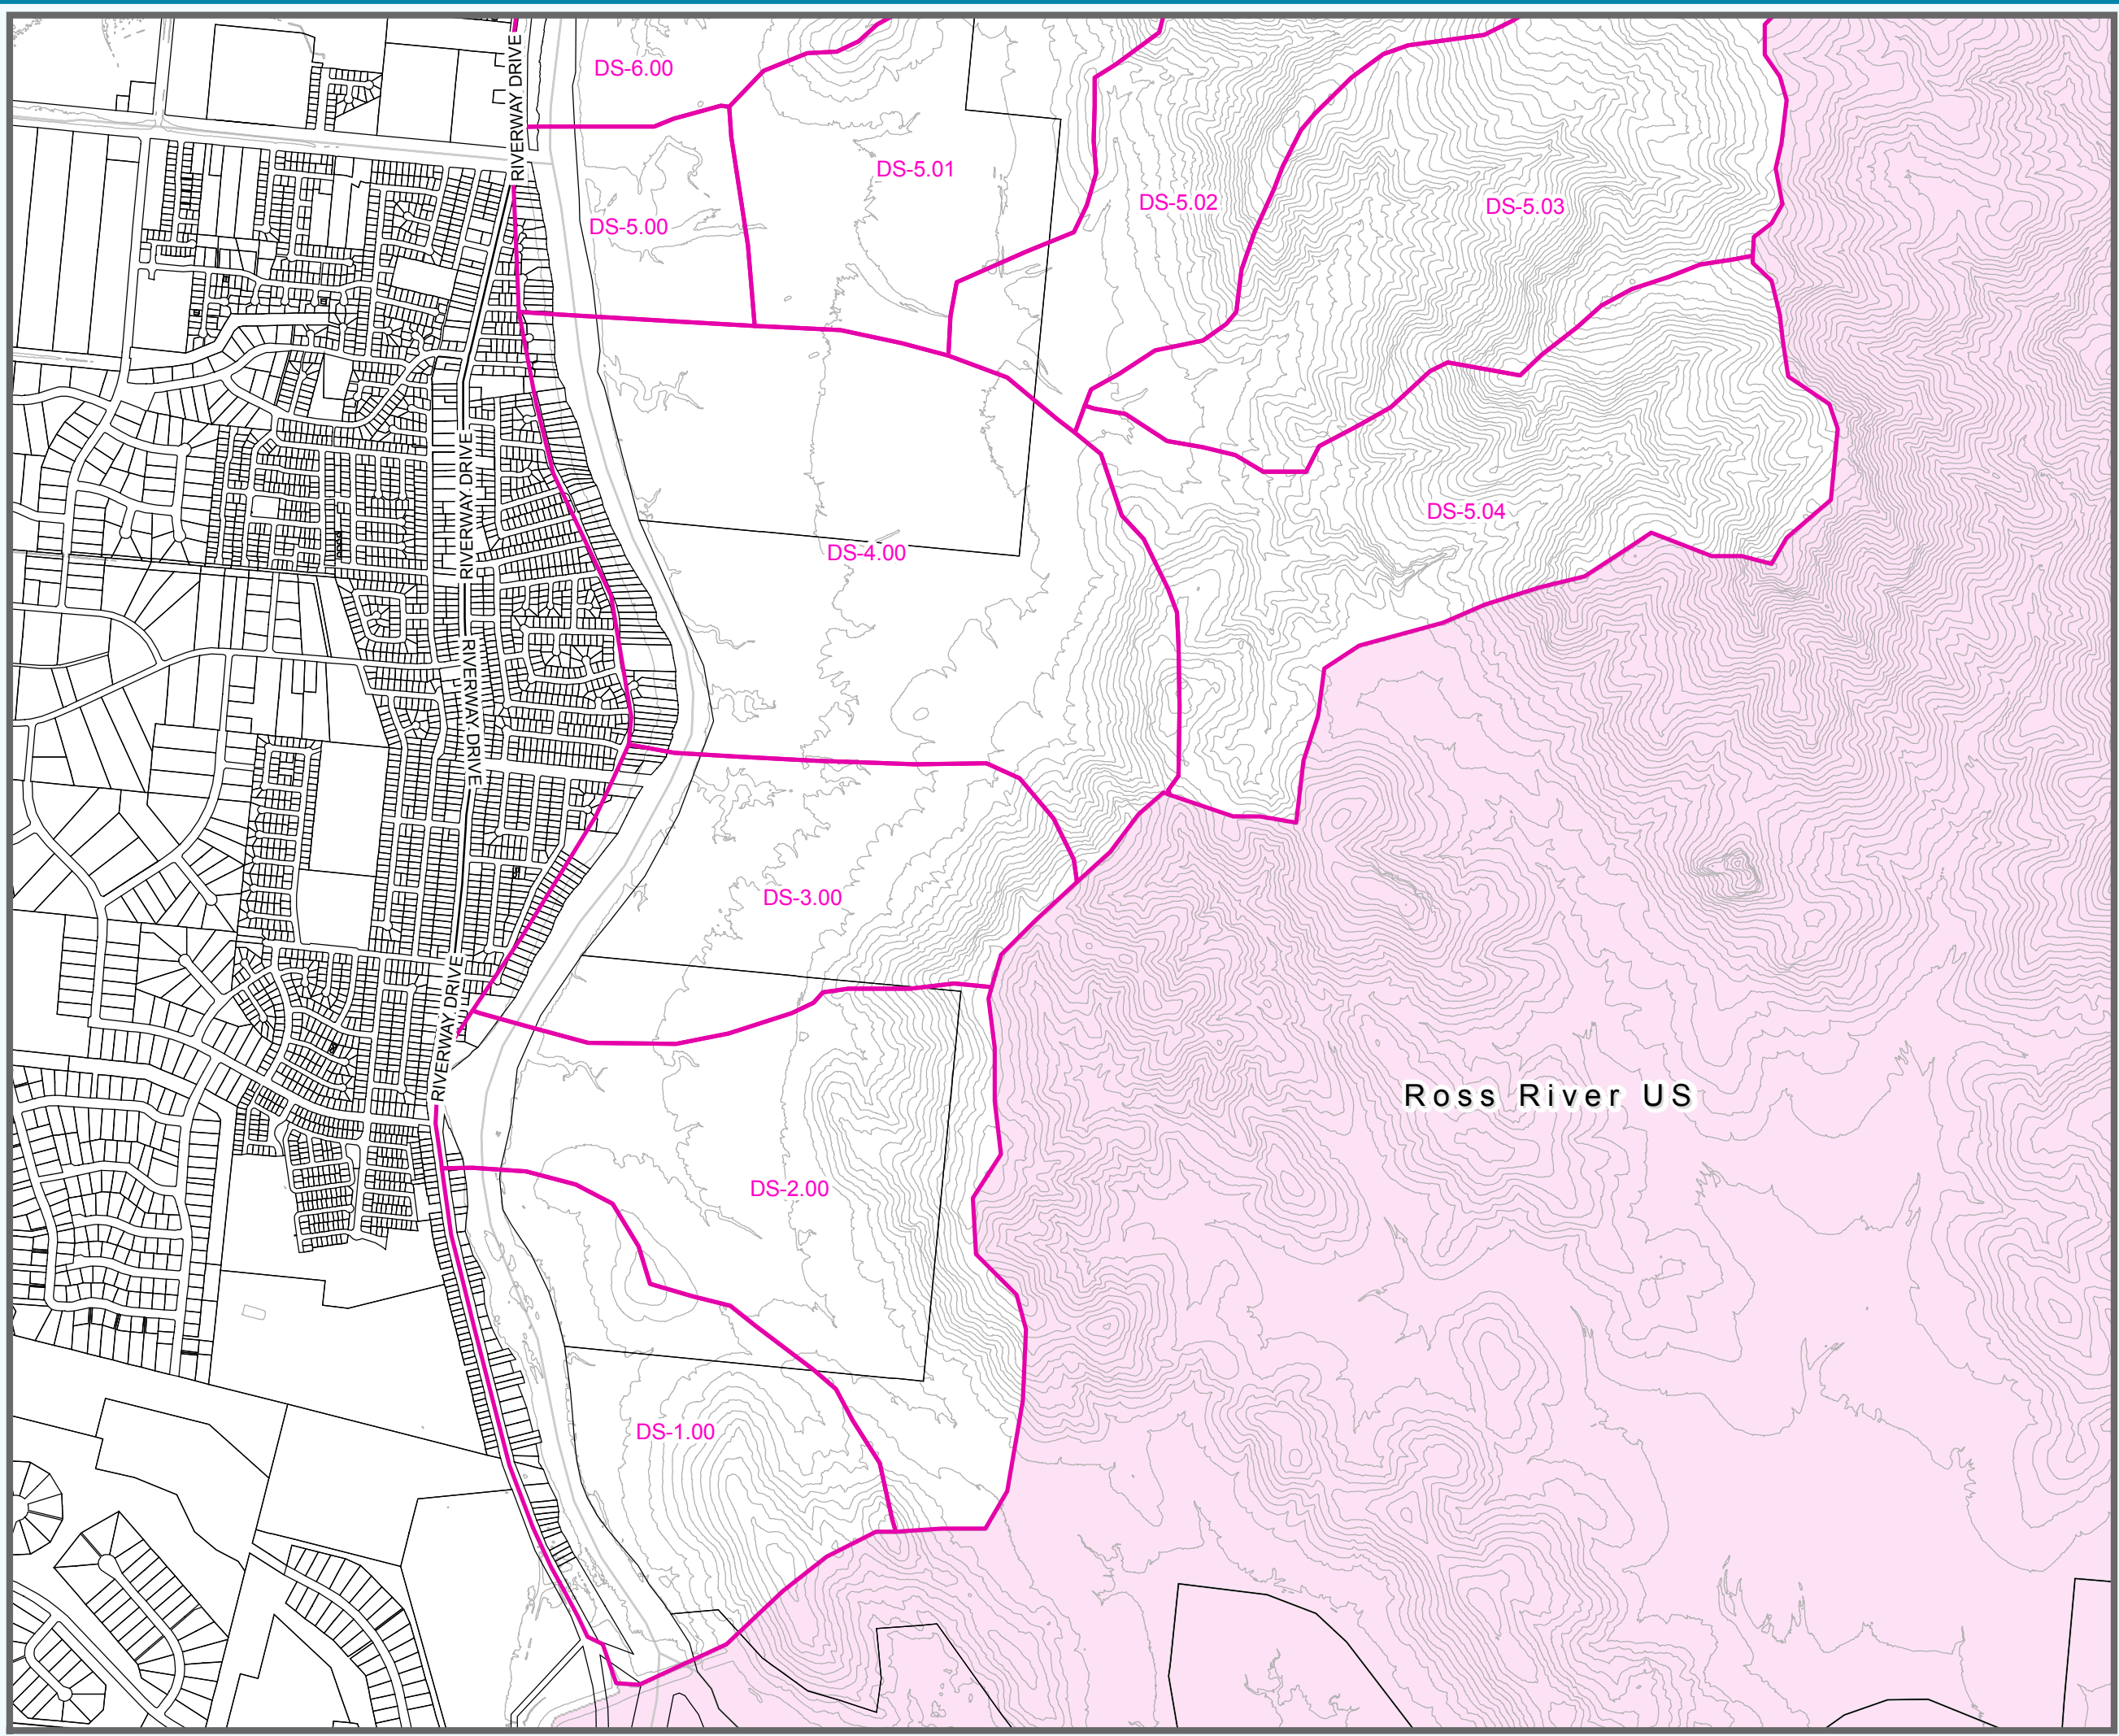 DS-6.00
RIVERWAY DRIVE
DS-5.01
DS-5.02
DS-5.03
DS-5.00
RIVERWAY DRIVE
DS-5.04
DS-4.00
RIVERWAY DRIVE
DS-3.00
RIVERWAY DRIVE
Ross River US
DS-2.00
DS-1.00